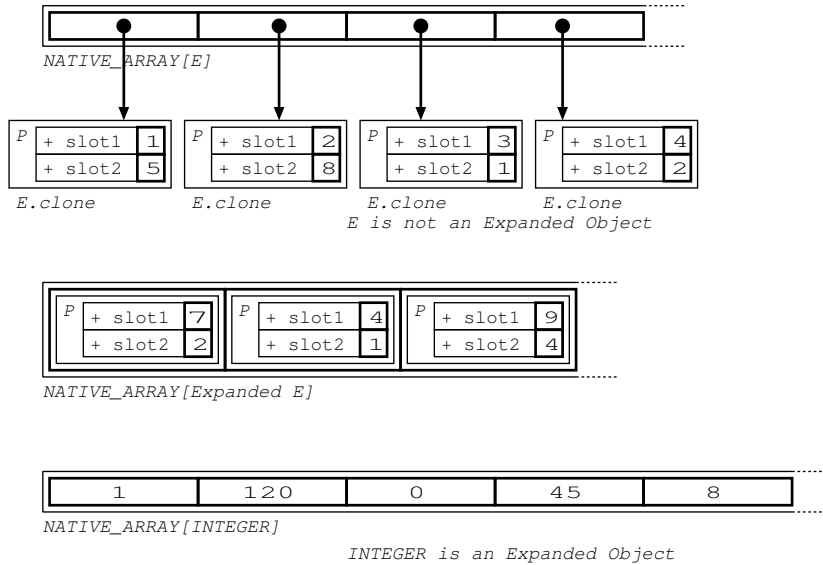 NATIVE_ARRAY[E]
P + slot1 1 P + slot1 2 P + slot1 3 P + slot1 4
+ slot2 5 + slot2 8 + slot2 1 + slot2 2
E.clone E.clone E.clone E.clone
E is not an Expanded Object
P + slot1 7 P + slot1 4 P + slot1 9
+ slot2 2 + slot2 1 + slot2 4
NATIVE_ARRAY[Expanded E]
1 120 0 45 8
NATIVE_ARRAY[INTEGER]
INTEGER is an Expanded Object